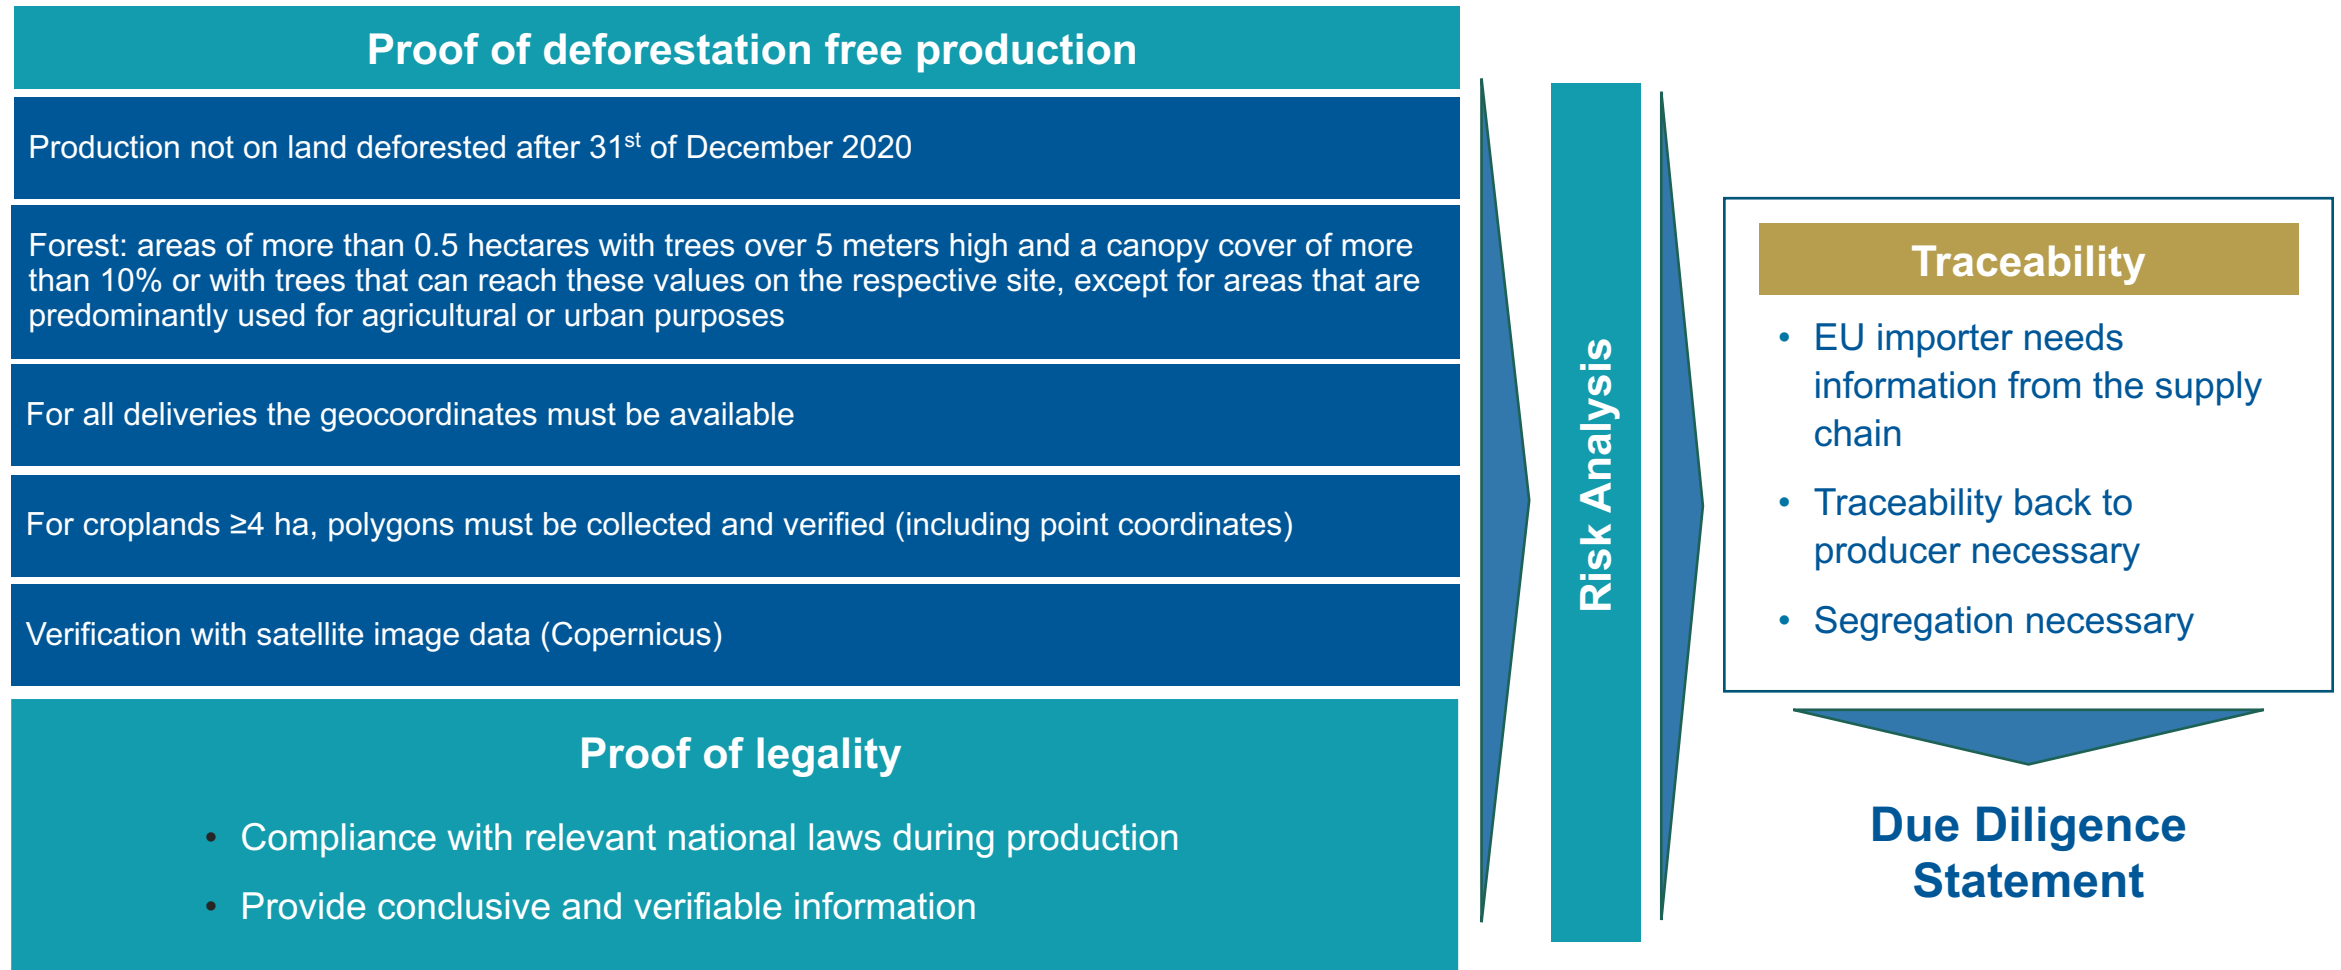 Proof of deforestation free production
Production not on land deforested after 31st of December 2020
Forest: areas of more than 0.5 hectares with trees over 5 meters high and a canopy cover of more
than 10% or with trees that can reach these values on the respective site, except for areas that are
predominantly used for agricultural or urban purposes
For all deliveries the geocoordinates must be available
For croplands ≥4 ha, polygons must be collected and verified (including point coordinates)
Verification with satellite image data (Copernicus)
Proof of legality
• Compliance with relevant national laws during production
• Provide conclusive and verifiable information
Risk Analysis
Traceability
• EU importer needs
information from the supply
chain
• Traceability back to
producer necessary
• Segregation necessary
Due Diligence
Statement